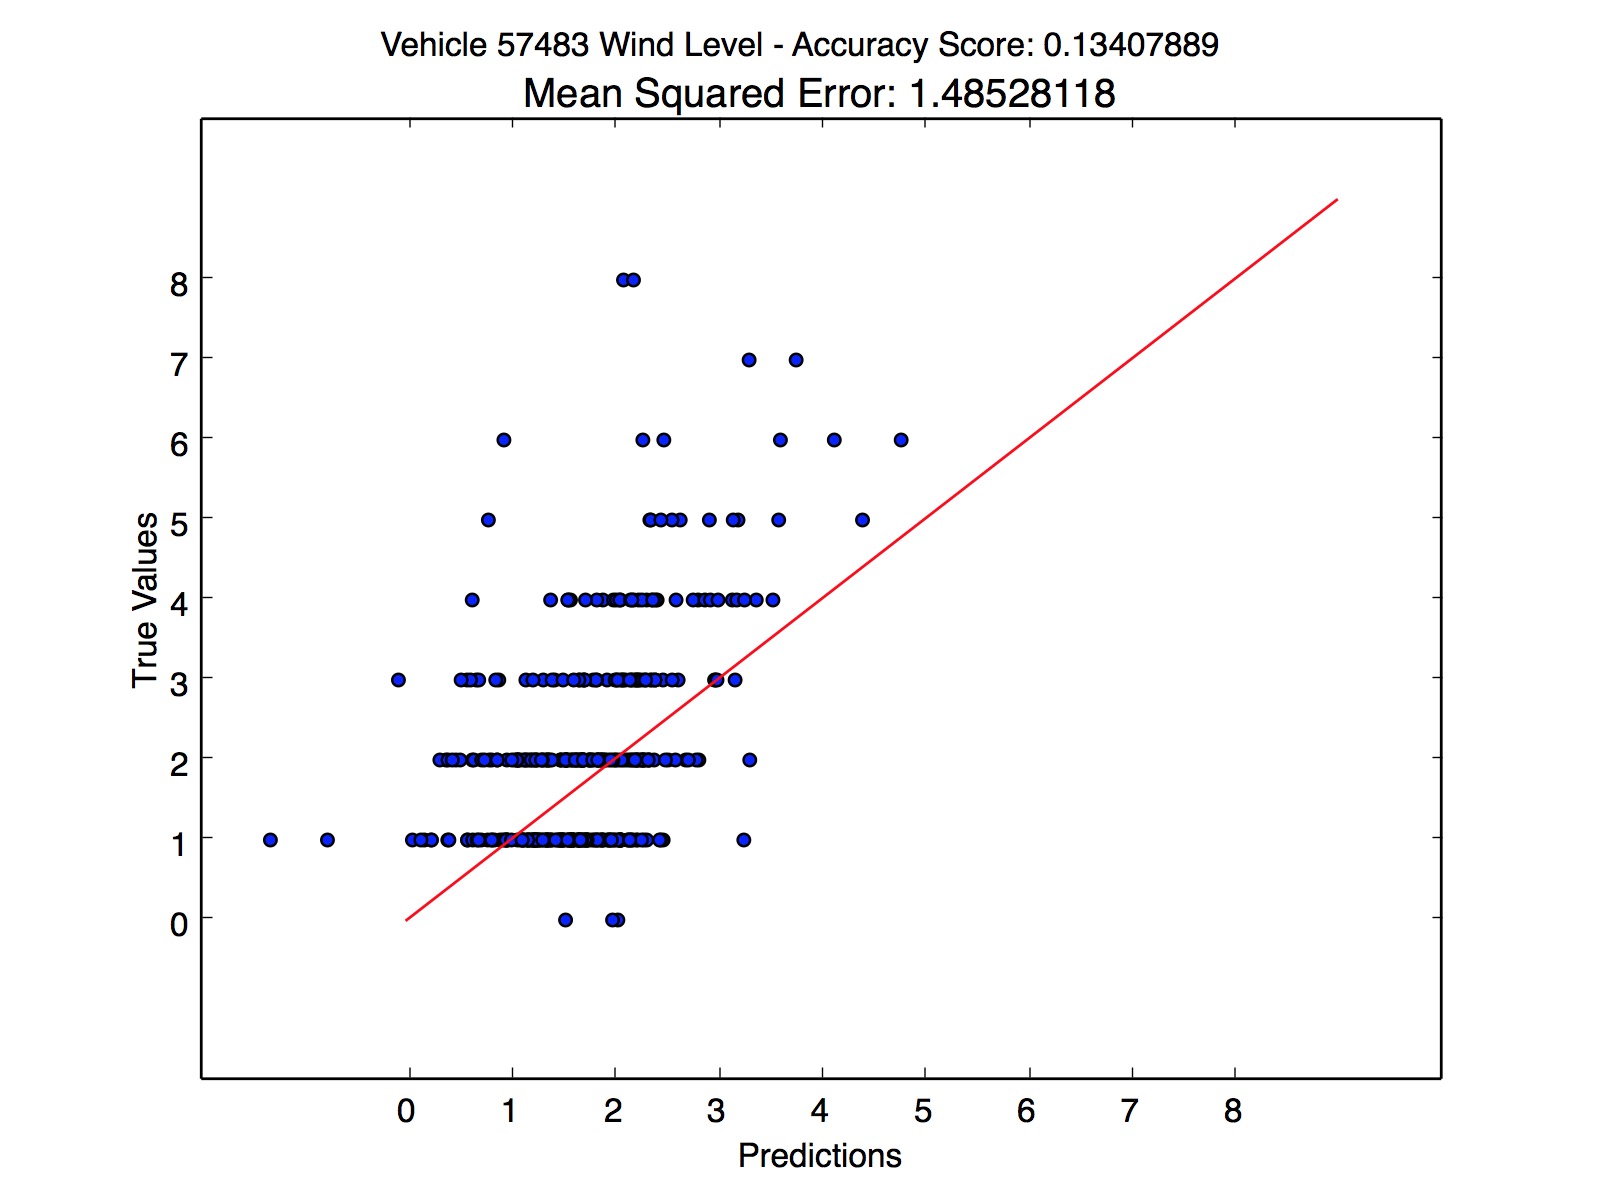 Vehicle 57483 Wind Level - Accuracy Score: 0.13407889
Mean Squared Error: 1.48528118
8
7
6
5
4
3
2
1
0
True Values
0 1 2 3 4 5 6 7 8
Predictions